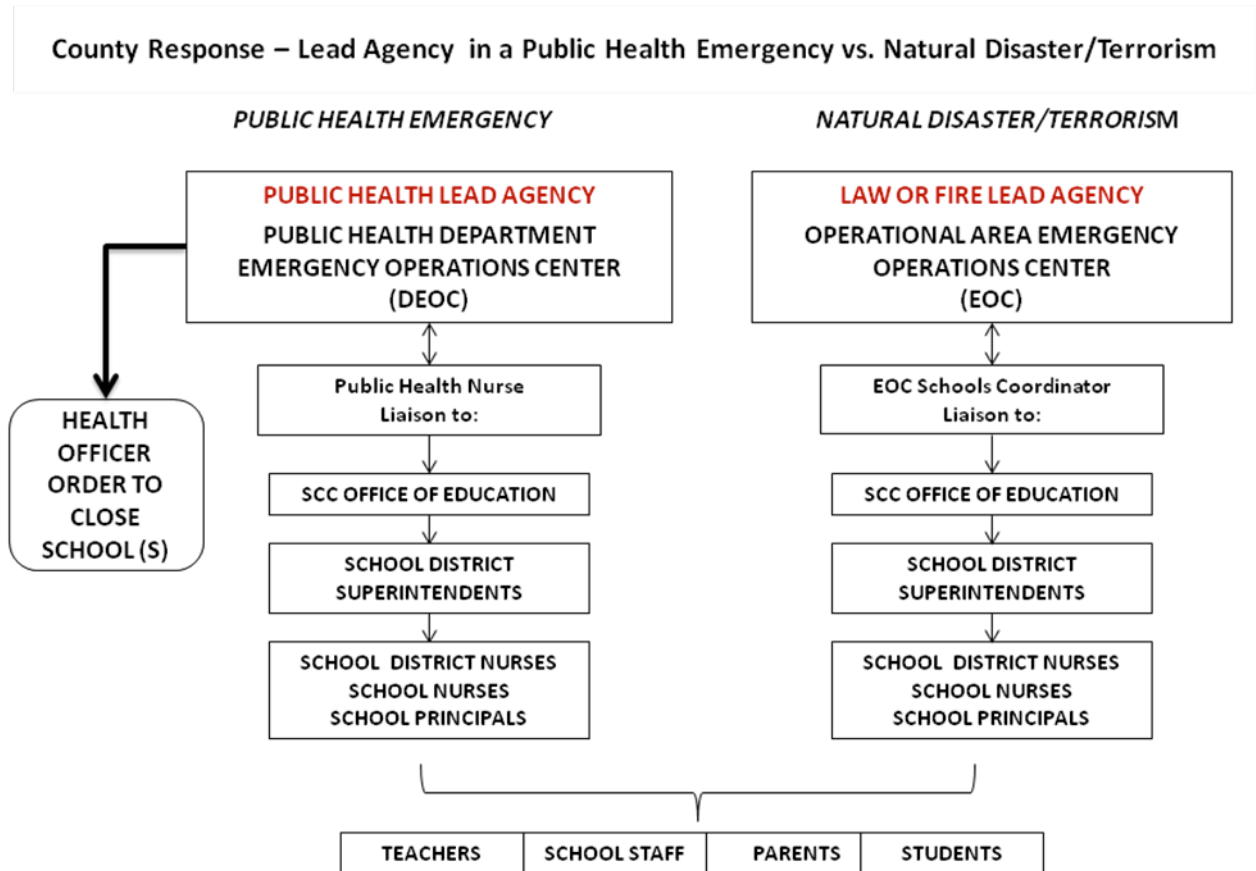 County Response – Lead Agency in a Public Health Emergency vs. Natural Disaster/Terrorism
PUBLIC HEALTH EMERGENCY
NATURAL DISASTER/TERRORISM
PUBLIC HEALTH LEAD AGENCY
PUBLIC HEALTH DEPARTMENT
EMERGENCY OPERATIONS CENTER
(DEOC)
LAW OR FIRE LEAD AGENCY
OPERATIONAL AREA EMERGENCY
OPERATIONS CENTER
(EOC)
HEALTH
OFFICER
ORDER TO
CLOSE
SCHOOL (S)
Public Health Nurse
Liaison to:
EOC Schools Coordinator
Liaison to:
SCC OFFICE OF EDUCATION
SCC OFFICE OF EDUCATION
SCHOOL DISTRICT
SUPERINTENDENTS
SCHOOL DISTRICT
SUPERINTENDENTS
SCHOOL DISTRICT NURSES
SCHOOL NURSES
SCHOOL PRINCIPALS
SCHOOL DISTRICT NURSES
SCHOOL NURSES
SCHOOL PRINCIPALS
TEACHERS
SCHOOL STAFF
PARENTS
STUDENTS